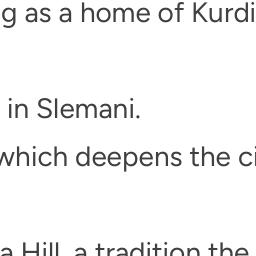 g as a home of Kurdi
in Slemani.
which deepens the ci
a Hill, a tradition the